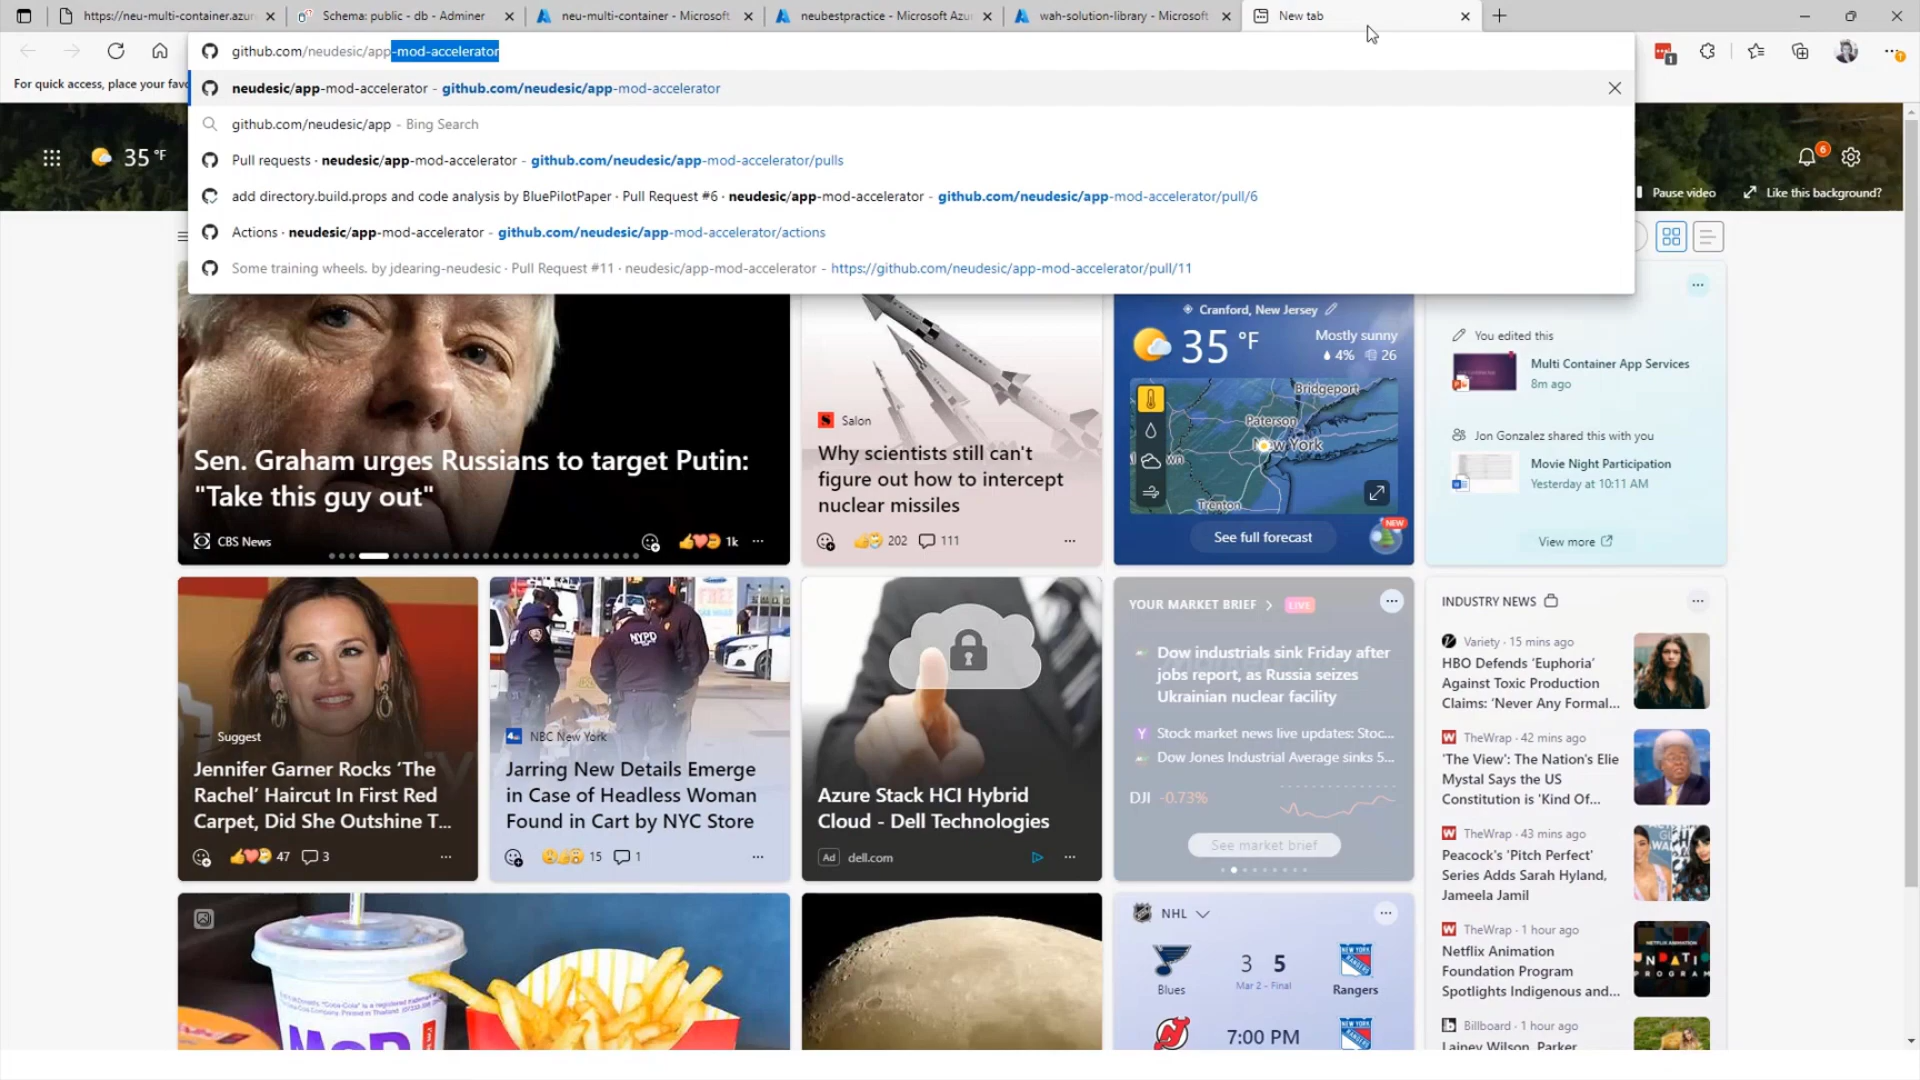 https://neu-multi-container.azur
Schema: public - db - Adminer
neu-multi-container - Microsoft
neubestpractice - Microsoft Azu
wah-solution-library - Microsoft
New tab
github.com/neudesic/app-mod-accelerator
1
For quick access, place your favo
neudesic/app-mod-accelerator - github.com/neudesic/app-mod-accelerator
github.com/neudesic/app - Bing Search
Pull requests · neudesic/app-mod-accelerator - github.com/neudesic/app-mod-accelerator/pulls
add directory.build.props and code analysis by BluePilotPaper · Pull Request #6 · neudesic/app-mod-accelerator - github.com/neudesic/app-mod-accelerator/pull/6
Actions · neudesic/app-mod-accelerator - github.com/neudesic/app-mod-accelerator/actions
Some training wheels. by jdearing-neudesic · Pull Request #11 · neudesic/app-mod-accelerator - https://github.com/neudesic/app-mod-accelerator/pull/11
35 °F
6
Pause video
Like this background?
Sen. Graham urges Russians to target Putin:
"Take this guy out"
CBS News
1k
Salon
Why scientists still can't
figure out how to intercept
nuclear missiles
202
111
Cranford, New Jersey
35 °F
Mostly sunny
4% 26
Bridgeport
Paterson
New York
Trenton
See full forecast
NEW
You edited this
Multi Container App Services
8m ago
Jon Gonzalez shared this with you
Movie Night Participation
Yesterday at 10:11 AM
View more
Suggest
Jennifer Garner Rocks ‘The
Rachel’ Haircut In First Red
Carpet, Did She Outshine T...
47
3
NYPD
FREE
NBC New York
Jarring New Details Emerge
in Case of Headless Woman
Found in Cart by NYC Store
15
1
Azure Stack HCI Hybrid
Cloud - Dell Technologies
Ad dell.com
YOUR MARKET BRIEF
LIVE
Dow industrials sink Friday after
jobs report, as Russia seizes
Ukrainian nuclear facility
Stock market news live updates: Stoc...
Dow Jones Industrial Average sinks 5...
DJI -0.73%
See market brief
INDUSTRY NEWS
Variety · 15 mins ago
HBO Defends ‘Euphoria’
Against Toxic Production
Claims: ‘Never Any Formal...
TheWrap · 42 mins ago
'The View': The Nation's Elie
Mystal Says the US
Constitution is 'Kind Of...
TheWrap · 43 mins ago
Peacock's 'Pitch Perfect'
Series Adds Sarah Hyland,
Jameela Jamil
TheWrap · 1 hour ago
Netflix Animation
Foundation Program
Spotlights Indigenous and...
Billboard · 1 hour ago
Lainey Wilson, Parker
NHL
Blues
3 5
Mar 2 - Final
Rangers
7:00 PM